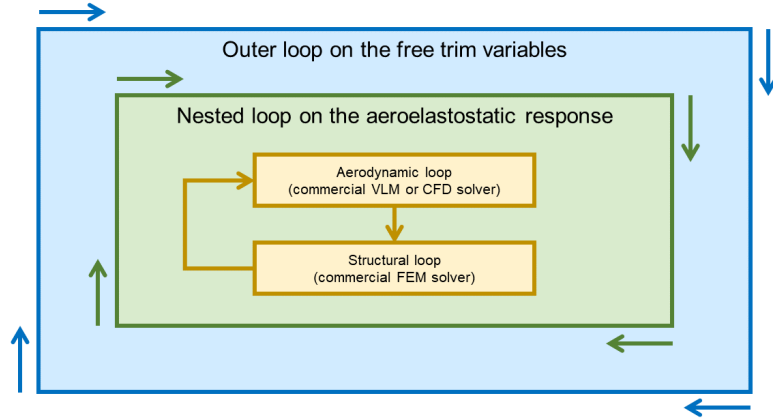 Outer loop on the free trim variables
Nested loop on the aeroelastostatic response
Aerodynamic loop
(commercial VLM or CFD solver)
Structural loop
(commercial FEM solver)